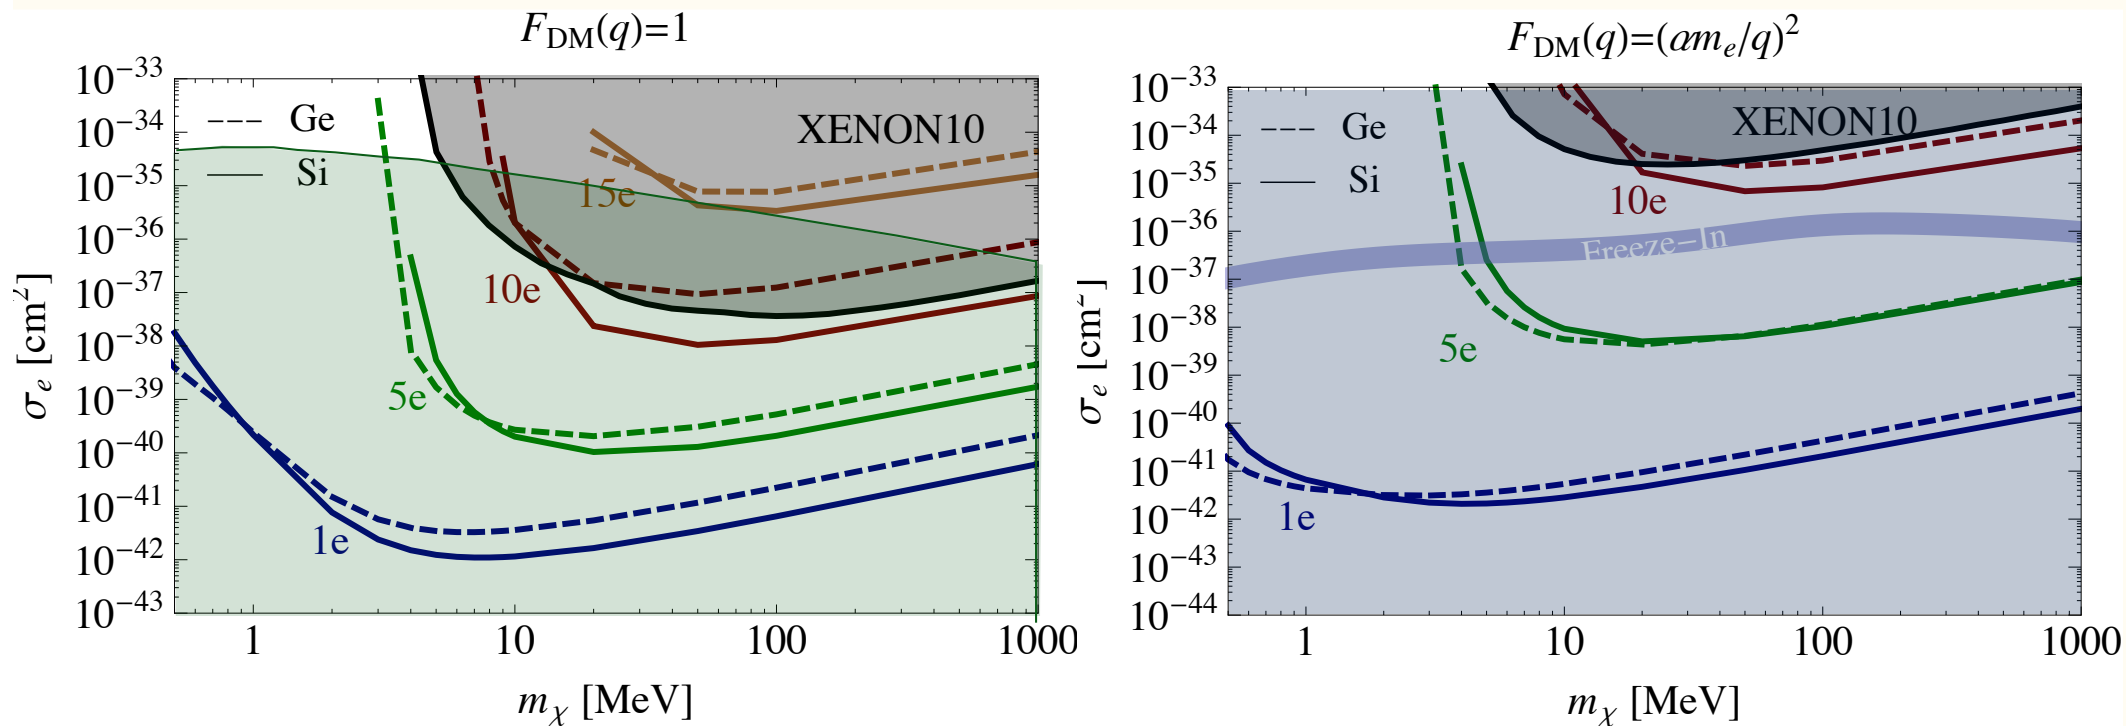 F_DM(q)=1
10^−33
10^−34
10^−35
10^−36
10^−37
10^−38
10^−39
10^−40
10^−41
10^−42
10^−43
σ_e [cm^2]
Ge
Si
XENON10
15e
10e
5e
1e
1
10
100
1000
m_χ [MeV]
F_DM(q)=(αm_e/q)^2
10^−33
10^−34
10^−35
10^−36
10^−37
10^−38
10^−39
10^−40
10^−41
10^−42
10^−43
10^−44
σ_e [cm^2]
Ge
Si
XENON10
10e
Freeze−In
5e
1e
1
10
100
1000
m_χ [MeV]